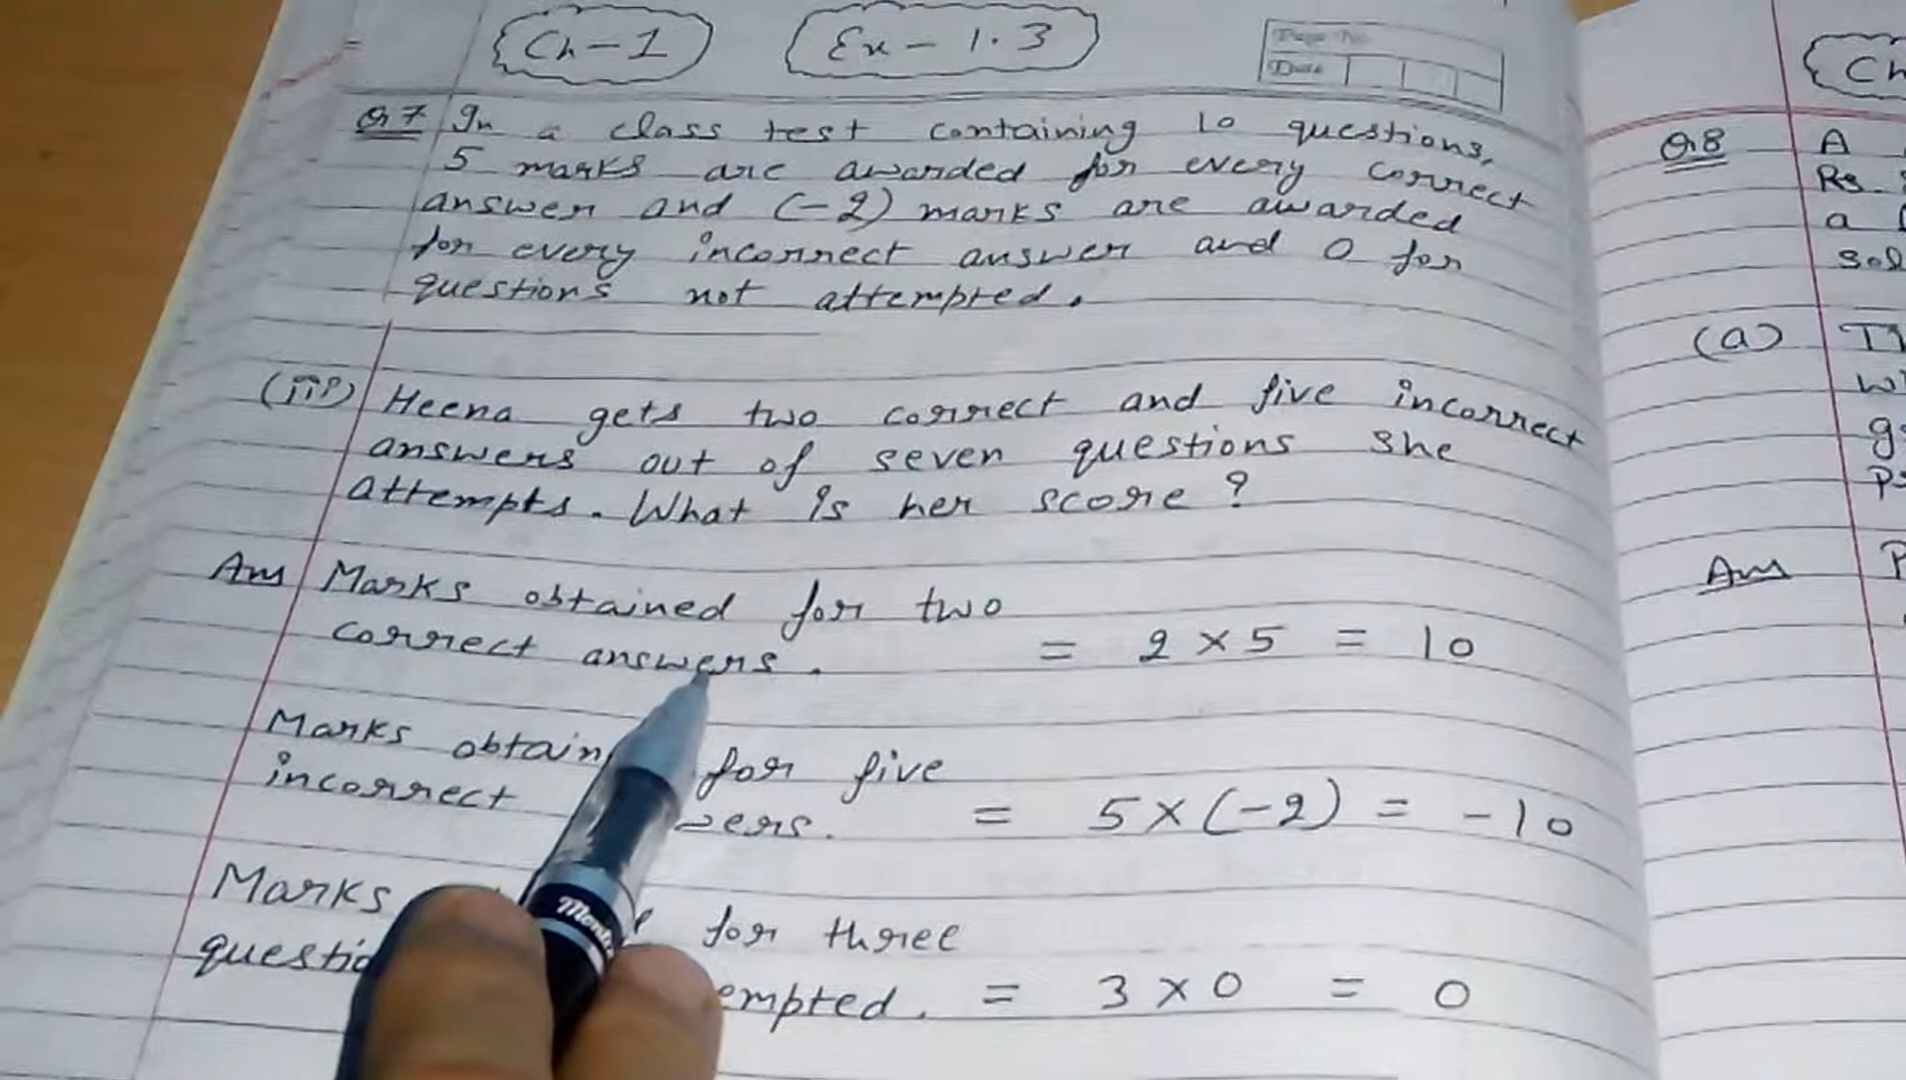 Ch-1
Ex-1.3
Page No.
Date
Q7 In a class test containing 10 questions,
5 marks are awarded for every correct
answer and (-2) marks are awarded
for every incorrect answer and 0 for
questions not attempted.
(iii) Heena gets two correct and five incorrect
answers out of seven questions she
attempts. What is her score?
Ans Marks obtained for two
correct answers. = 2 × 5 = 10
Marks obtain for five
incorrect = 5 × (-2) = -10
Marks for three
= 3 × 0 = 0
Ch
Q8 A
Rs.
a
sol
(a)
Ans